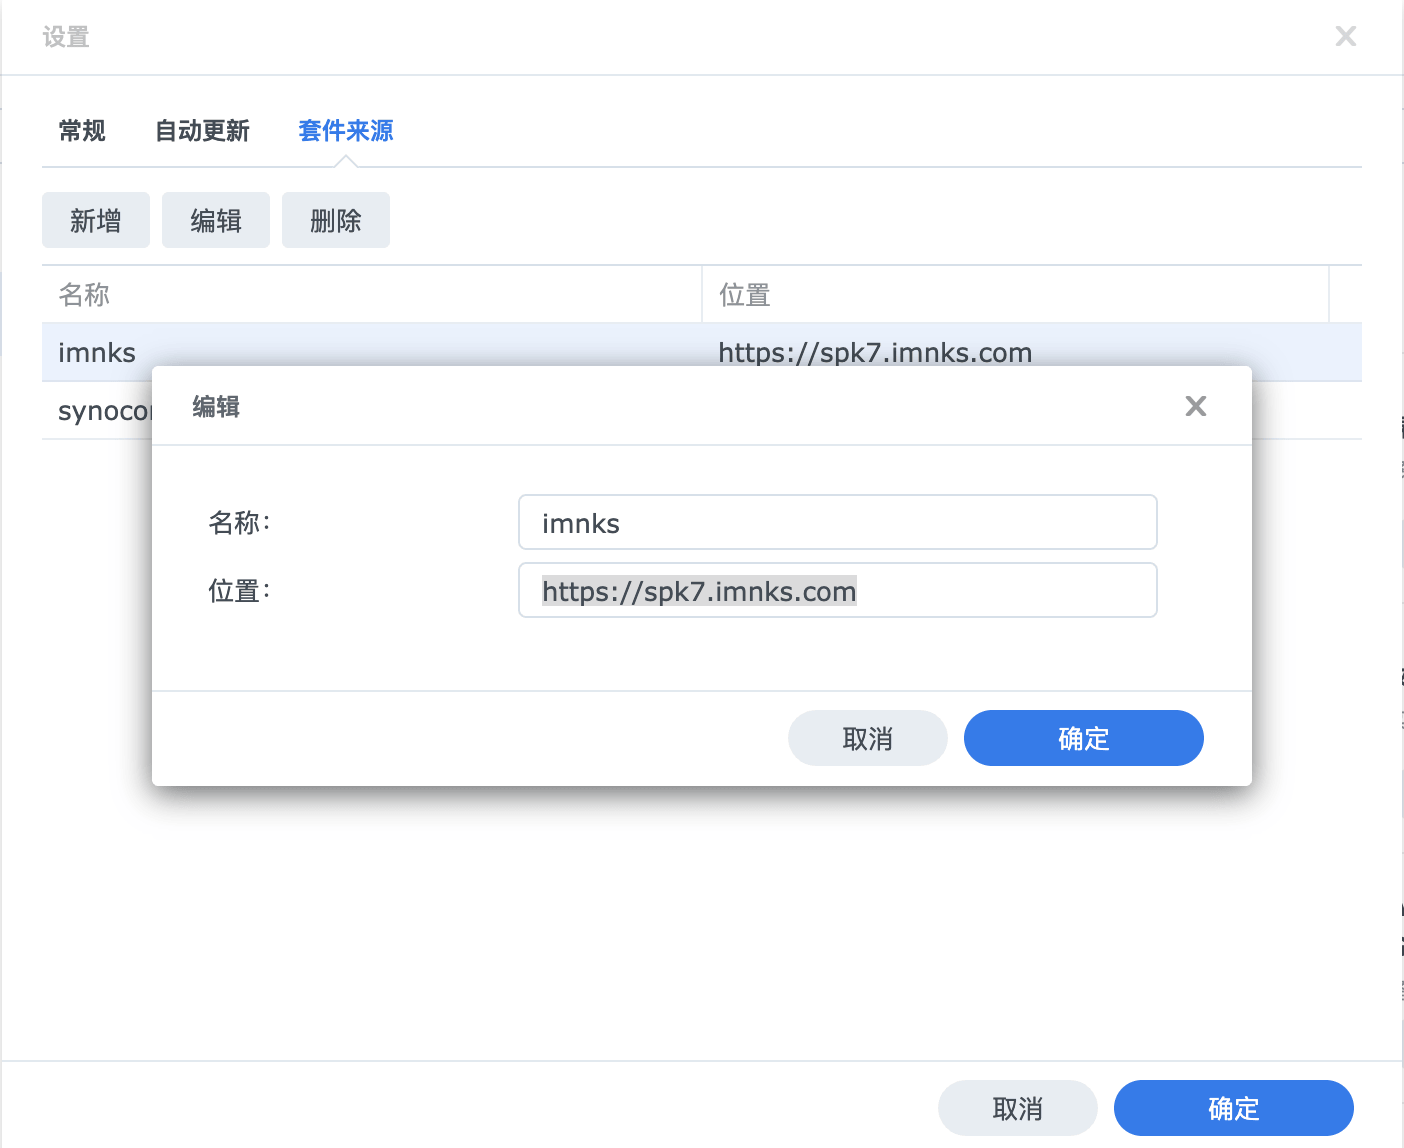 设置
常规 自动更新 套件来源
新增 编辑 删除
名称 位置
imnks https://spk7.imnks.com
编辑
名称：
imnks
位置：
https://spk7.imnks.com
取消 确定
取消 确定